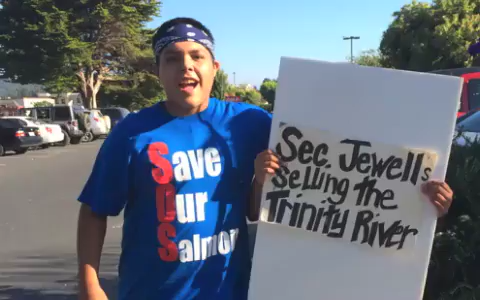 Save
Our
Salmon
Sec. Jewell's
Selling the
Trinity River